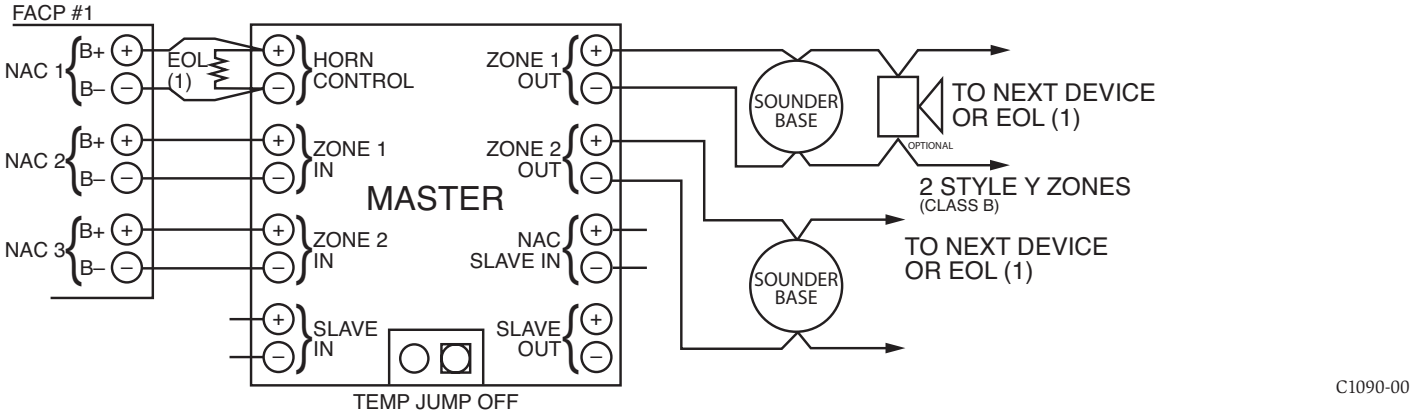 FACP #1
NAC 1
B+ +
B– –
EOL
(1)
+
–
HORN
CONTROL
NAC 2
B+ +
B– –
+
–
ZONE 1
IN
NAC 3
B+ +
B– –
+
–
ZONE 2
IN
+
–
SLAVE
IN
MASTER
ZONE 1
OUT
+
–
ZONE 2
OUT
+
–
NAC
SLAVE IN
+
–
SLAVE
OUT
+
–
TEMP JUMP OFF
SOUNDER
BASE
OPTIONAL
TO NEXT DEVICE
OR EOL (1)
2 STYLE Y ZONES
(CLASS B)
SOUNDER
BASE
TO NEXT DEVICE
OR EOL (1)
C1090-00